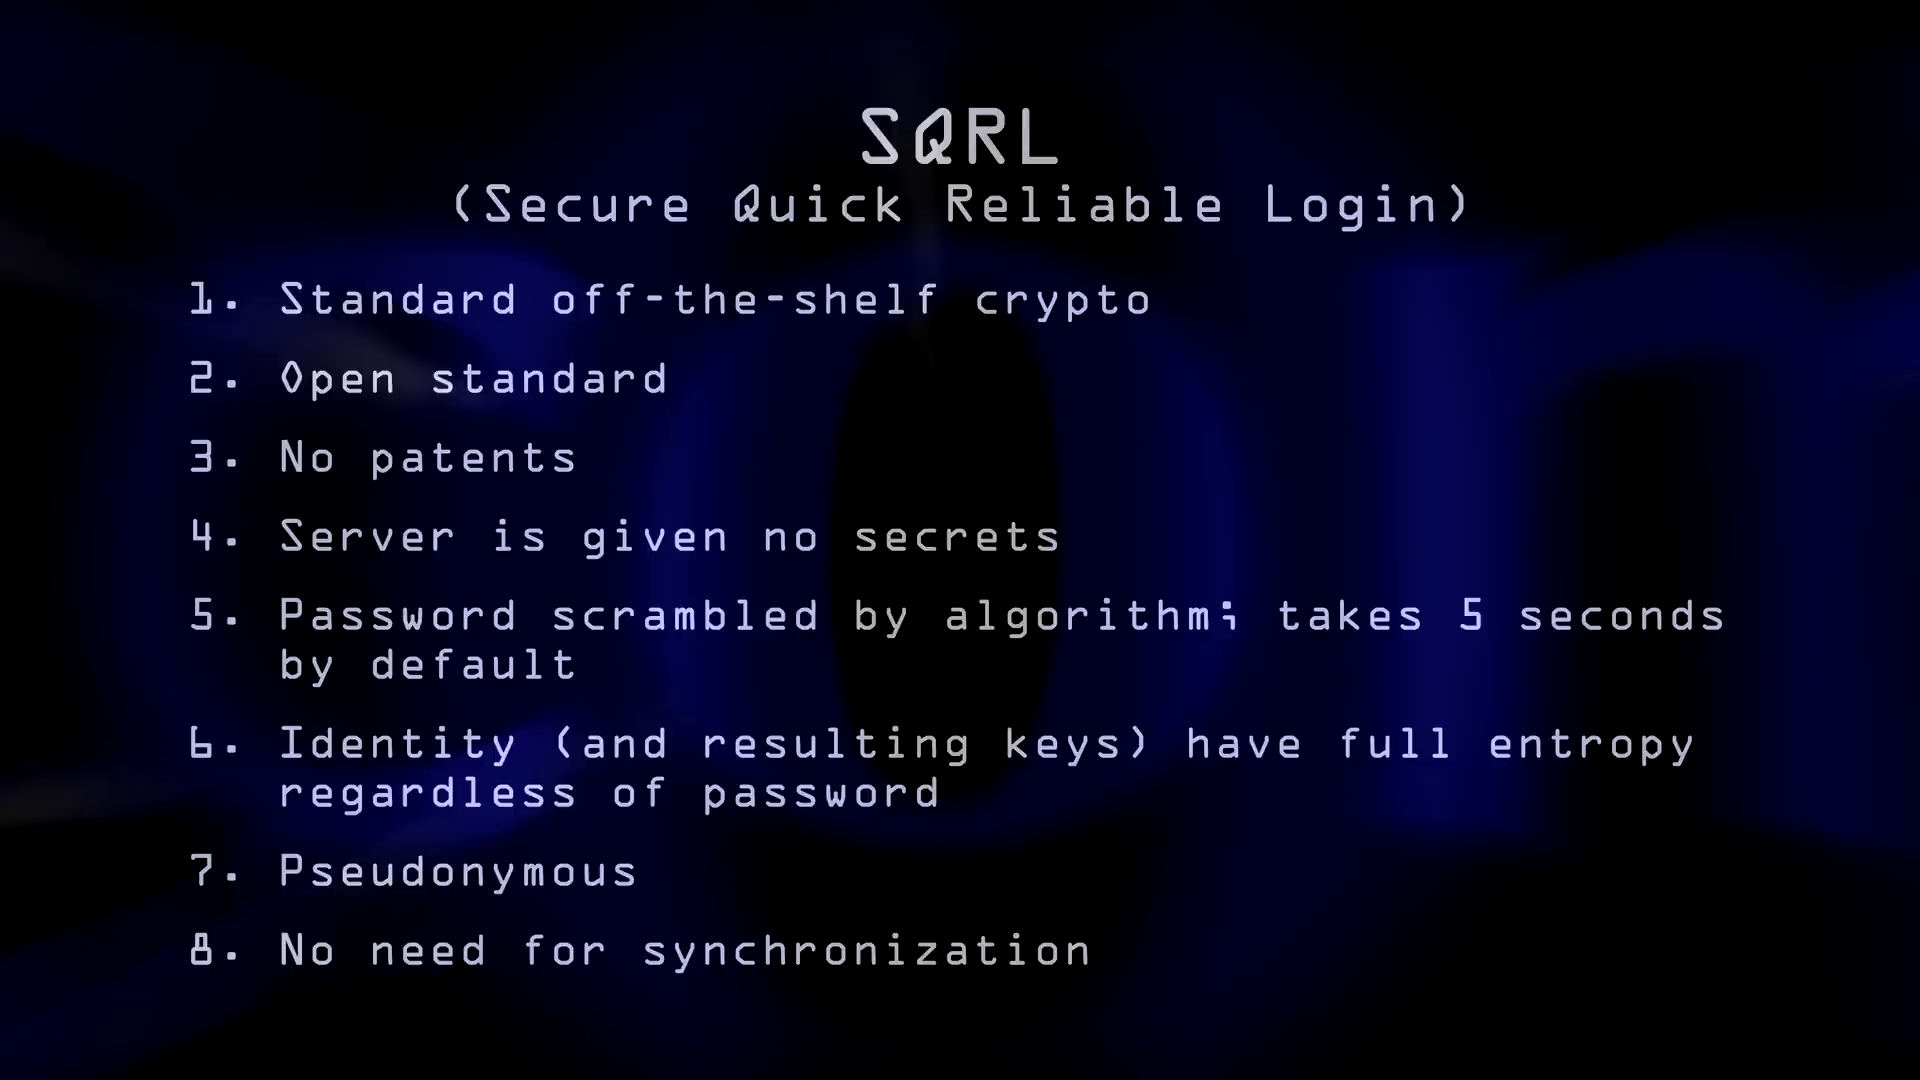 SQRL
(Secure Quick Reliable Login)
1. Standard off-the-shelf crypto
2. Open standard
3. No patents
4. Server is given no secrets
5. Password scrambled by algorithm; takes 5 seconds
by default
6. Identity (and resulting keys) have full entropy
regardless of password
7. Pseudonymous
8. No need for synchronization